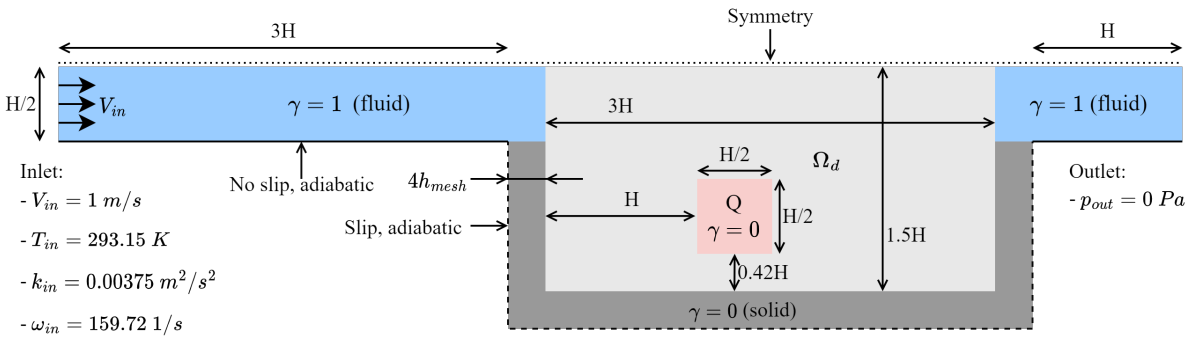 Symmetry
3H
H
H/2
V_in
γ = 1 (fluid)
γ = 1 (fluid)
3H
Inlet:
- V_in = 1 m/s
- T_in = 293.15 K
- k_in = 0.00375 m²/s²
- ω_in = 159.72 1/s
No slip, adiabatic
4h_mesh
Slip, adiabatic
H/2
Ω_d
H
Q
γ = 0
H/2
1.5H
0.42H
γ = 0 (solid)
Outlet:
- p_out = 0 Pa